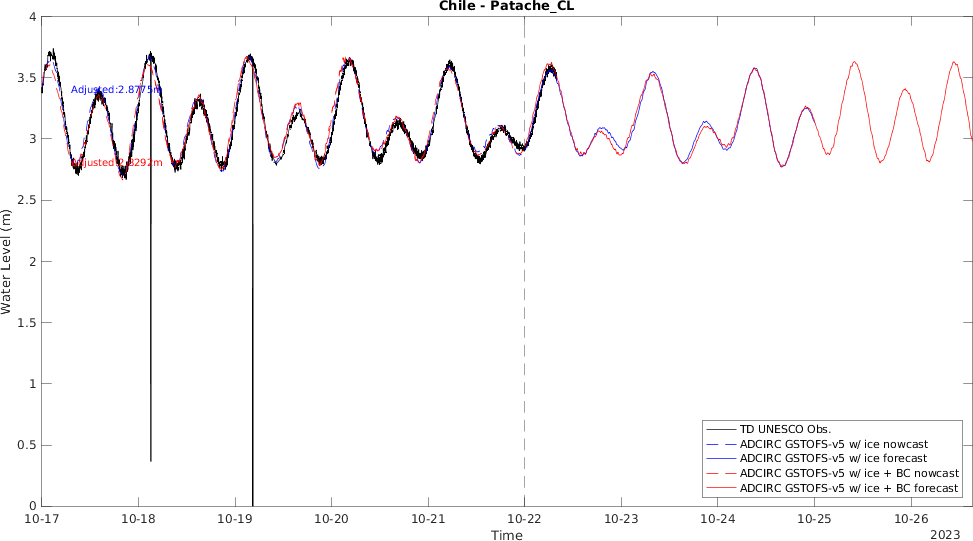 Chile - Patache_CL
4
3.5
3
2.5
2
1.5
1
0.5
0
Water Level (m)
Adjusted:2.8775m
10-17
10-18
10-19
10-20
10-21
10-22
10-23
10-24
10-25
10-26
Time
2023
TD UNESCO Obs.
ADCIRC GSTOFS-v5 w/ ice nowcast
ADCIRC GSTOFS-v5 w/ ice forecast
ADCIRC GSTOFS-v5 w/ ice + BC nowcast
ADCIRC GSTOFS-v5 w/ ice + BC forecast